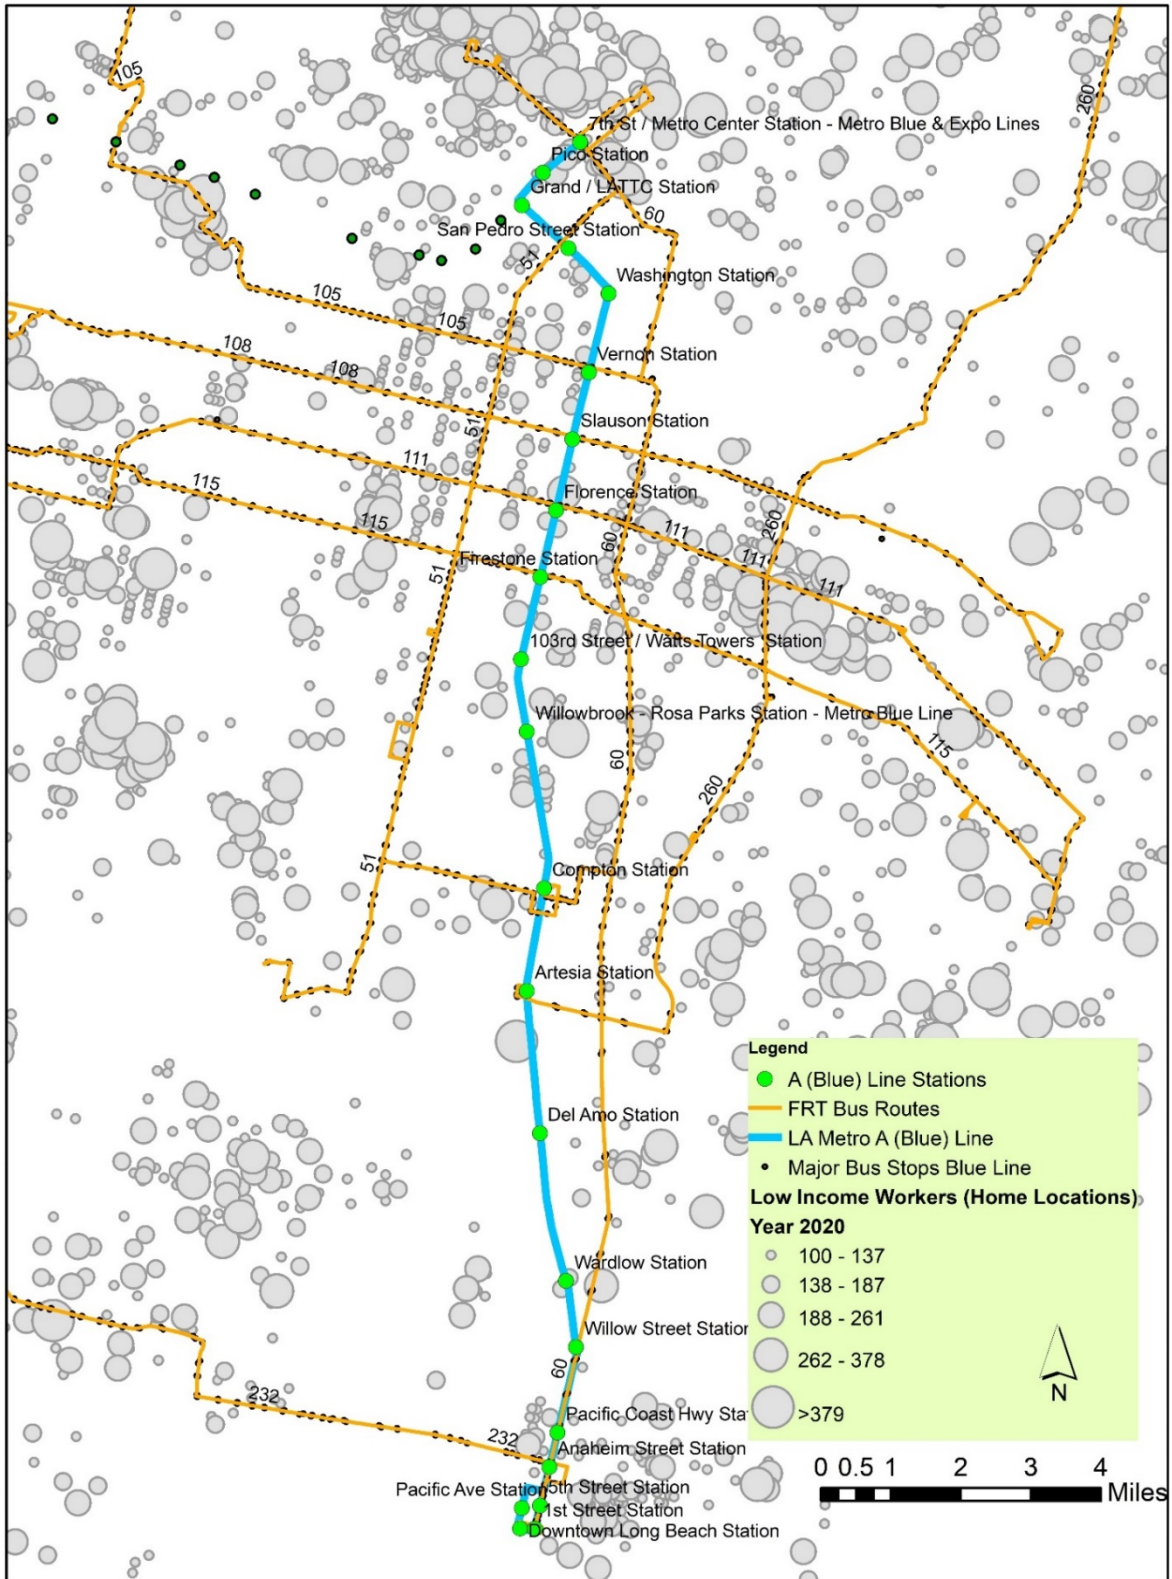 105
260
7th St / Metro Center Station - Metro Blue & Expo Lines
Pico Station
Grand / LATTC Station
60
San Pedro Street Station
51
Washington Station
105
105
Vernon Station
108
108
Slauson Station
51
111
Florence Station
115
115
260
111
60
111
111
Firestone Station
51
103rd Street / Watts Towers Station
Willowbrook - Rosa Parks Station - Metro Blue Line
115
60
260
51
Compton Station
Artesia Station
Legend
A (Blue) Line Stations
FRT Bus Routes
LA Metro A (Blue) Line
Major Bus Stops Blue Line
Low Income Workers (Home Locations)
Year 2020
100 - 137
138 - 187
188 - 261
262 - 378
>379
N
Del Amo Station
Wardlow Station
Willow Street Station
60
232
Pacific Coast Hwy Sta
232
Anaheim Street Station
Pacific Ave Station
5th Street Station
1st Street Station
Downtown Long Beach Station
0 0.5 1 2 3 4
Miles